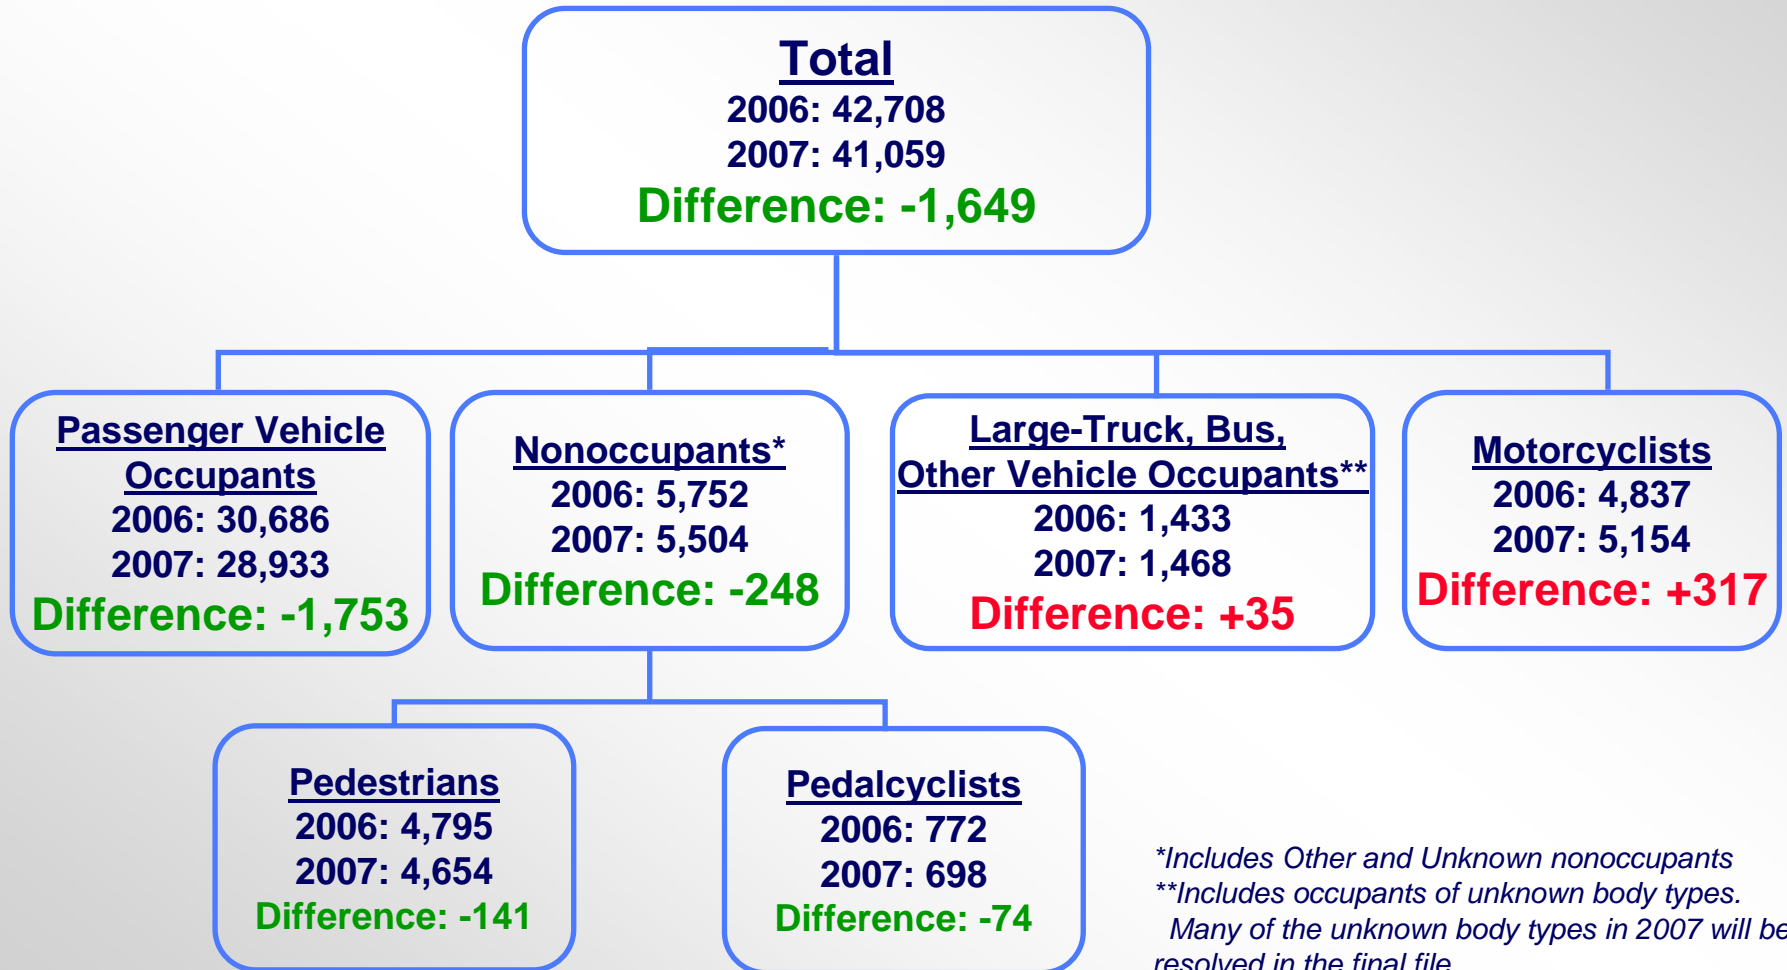 Total
2006: 42,708
2007: 41,059
Difference: -1,649
Passenger Vehicle
Occupants
2006: 30,686
2007: 28,933
Difference: -1,753
Nonoccupants*
2006: 5,752
2007: 5,504
Difference: -248
Large-Truck, Bus,
Other Vehicle Occupants**
2006: 1,433
2007: 1,468
Difference: +35
Motorcyclists
2006: 4,837
2007: 5,154
Difference: +317
Pedestrians
2006: 4,795
2007: 4,654
Difference: -141
Pedalcyclists
2006: 772
2007: 698
Difference: -74
*Includes Other and Unknown nonoccupants
**Includes occupants of unknown body types.
Many of the unknown body types in 2007 will be
resolved in the final file